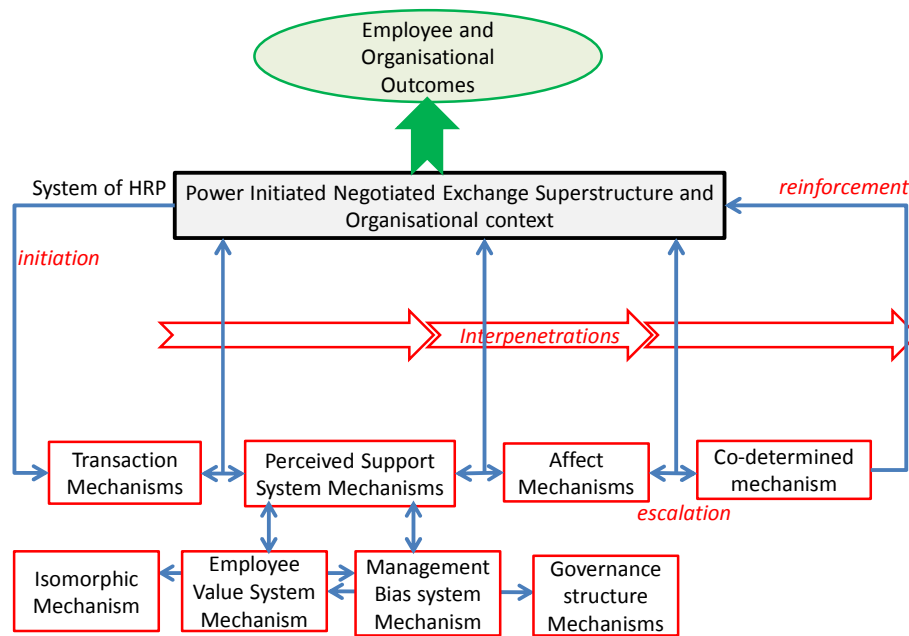 Employee and
Organisational
Outcomes
System of HRP
Power Initiated Negotiated Exchange Superstructure and
Organisational context
reinforcement
initiation
Interpenetrations
Transaction
Mechanisms
Perceived Support
System Mechanisms
Affect
Mechanisms
Co-determined
mechanism
escalation
Isomorphic
Mechanism
Employee
Value System
Mechanism
Management
Bias system
Mechanism
Governance
structure
Mechanisms